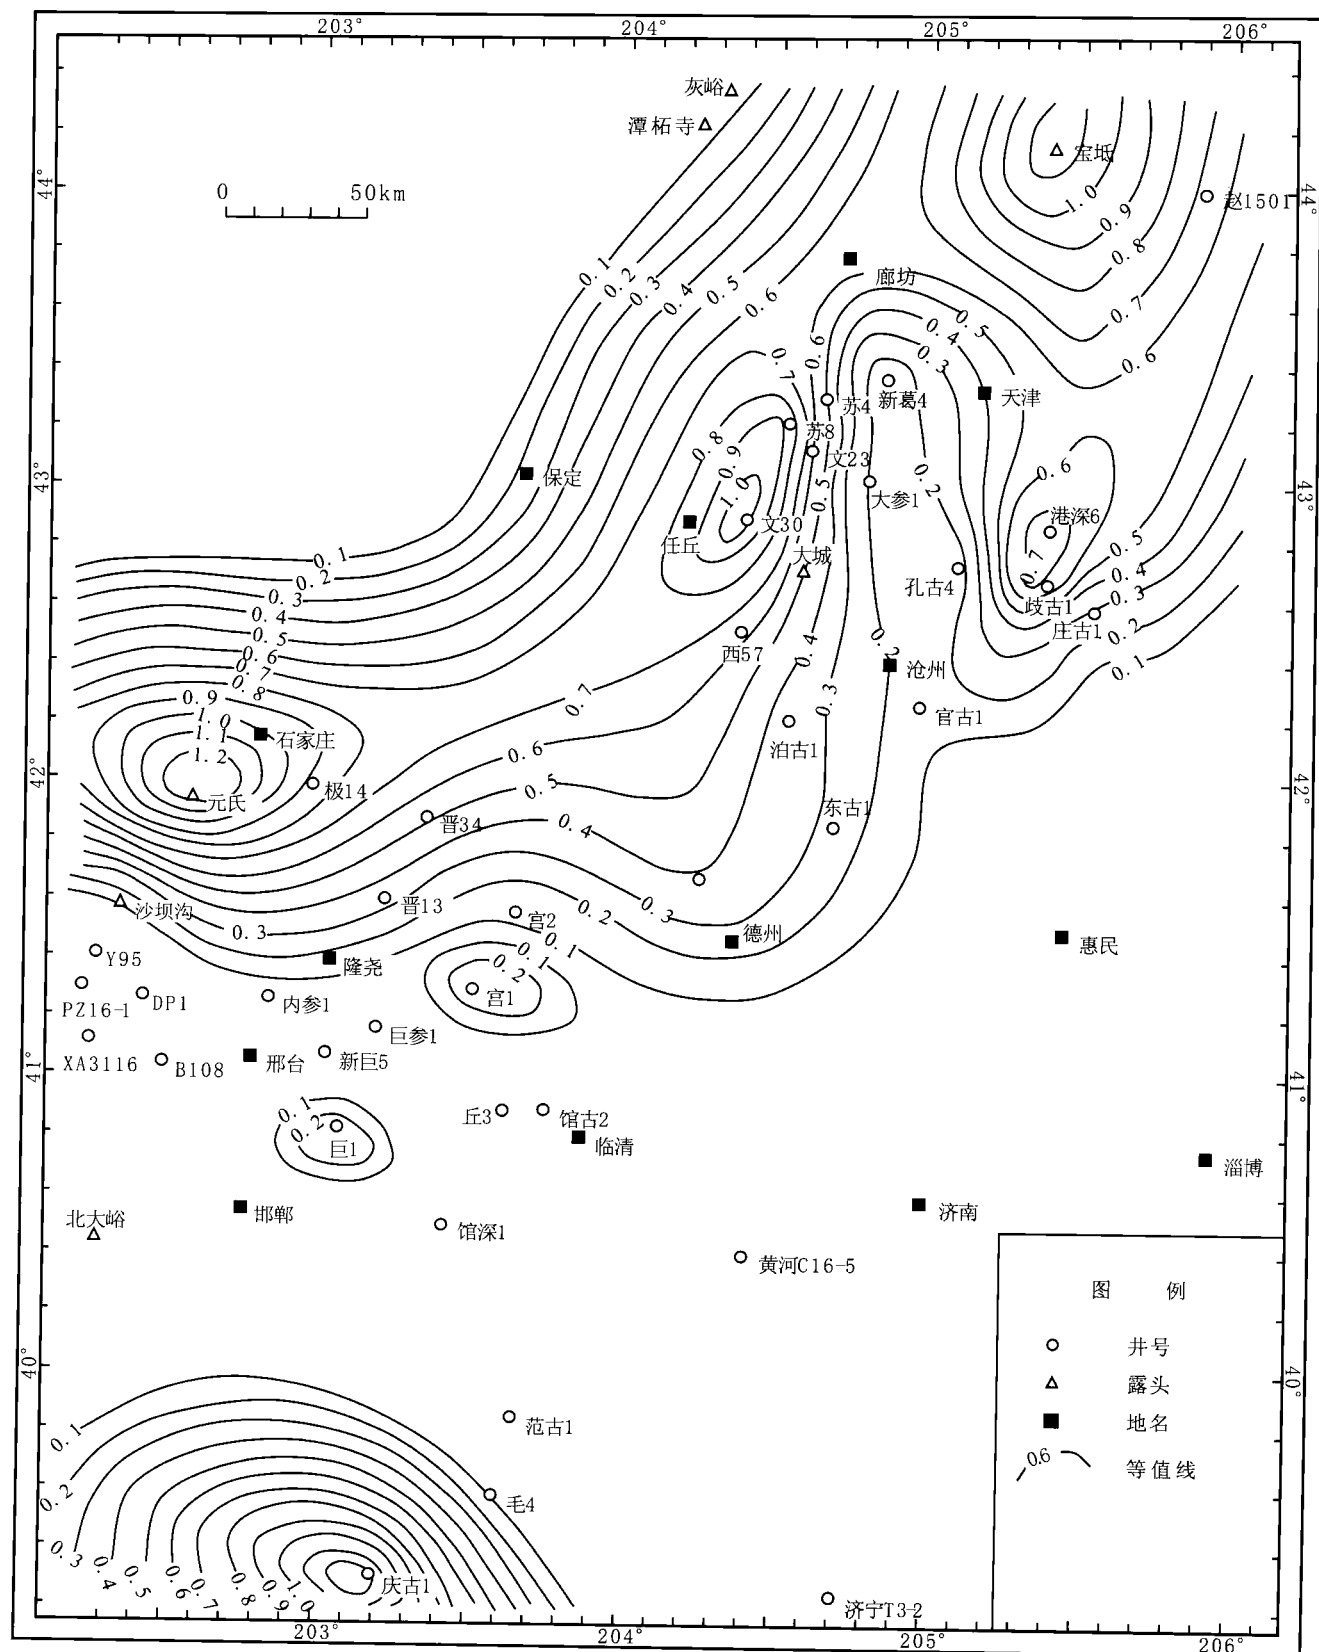 203° 204° 205° 206°
灰峪
潭柘寺
宝坻
44° 44°
0 50km
赵1501
1.0
0.9
0.8
0.7
0.6
廊坊
0.1 0.2 0.3 0.4 0.5 0.6
0.6 0.5 0.4 0.3
0.7
苏4 新葛4 天津
苏8
文23
0.8
0.9
1.0
43° 43°
保定
大参1
0.2
0.6
0.5
任丘 文30
港深6
0.7
大城
孔古4
歧古1
庄古1
0.5
0.4
0.3
0.2
0.1
0.1
0.2
0.3
0.4
0.5
0.6
0.7
0.8
0.9
1.0
1.1
1.2
西57
0.4
0.2
沧州
0.3
0.7
官古1
泊古1
石家庄
42° 42°
元氏
极14
0.6
0.5
晋34
0.4
东古1
沙坝沟
晋13
0.3
宫2
0.2
0.3
0.1
德州
惠民
Y95
隆尧
0.1
0.2
宫1
PZ16-1
DP1
内参1
巨参1
XA3116
B108
邢台
新巨5
41° 41°
0.1
0.2
巨1
丘3
馆古2
临清
淄博
北大峪
邯郸
馆深1
济南
黄河C16-5
图 例
井号
露头
地名
0.6 等值线
40° 40°
0.1
0.2
0.3
0.4
0.5
0.6
0.7
0.8
0.9
1.0
范古1
毛4
庆古1
济宁T3-2
203° 204° 205° 206°